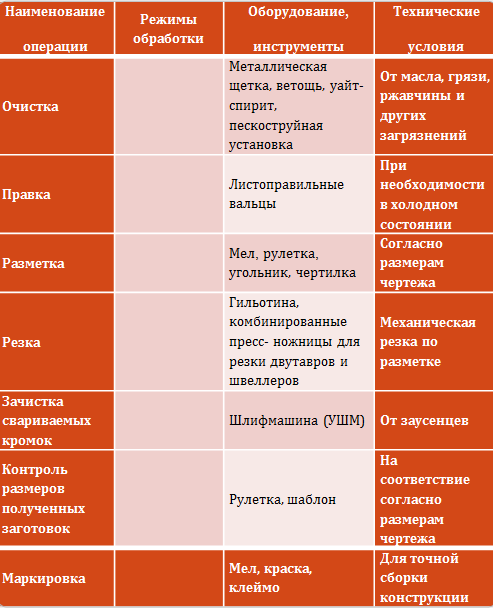 Наименование
операции
Режимы
обработки
Оборудование,
инструменты
Технические
условия
Очистка
Металлическая
щетка, ветошь, уайт-
спирит,
пескоструйная
установка
От масла, грязи,
ржавчины и
других
загрязнений
Правка
Листоправильные
вальцы
При
необходимости
в холодном
состоянии
Разметка
Мел, рулетка,
угольник, чертилка
Согласно
размерам
чертежа
Резка
Гильотина,
комбинированные
пресс- ножницы для
резки двутавров и
швеллеров
Механическая
резка по
разметке
Зачистка
свариваемых
кромок
Шлифмашина (УШМ)
От заусенцев
Контроль
размеров
полученных
заготовок
Рулетка, шаблон
На
соответствие
согласно
размерам
чертежа
Маркировка
Мел, краска,
клеймо
Для точной
сборки
конструкции